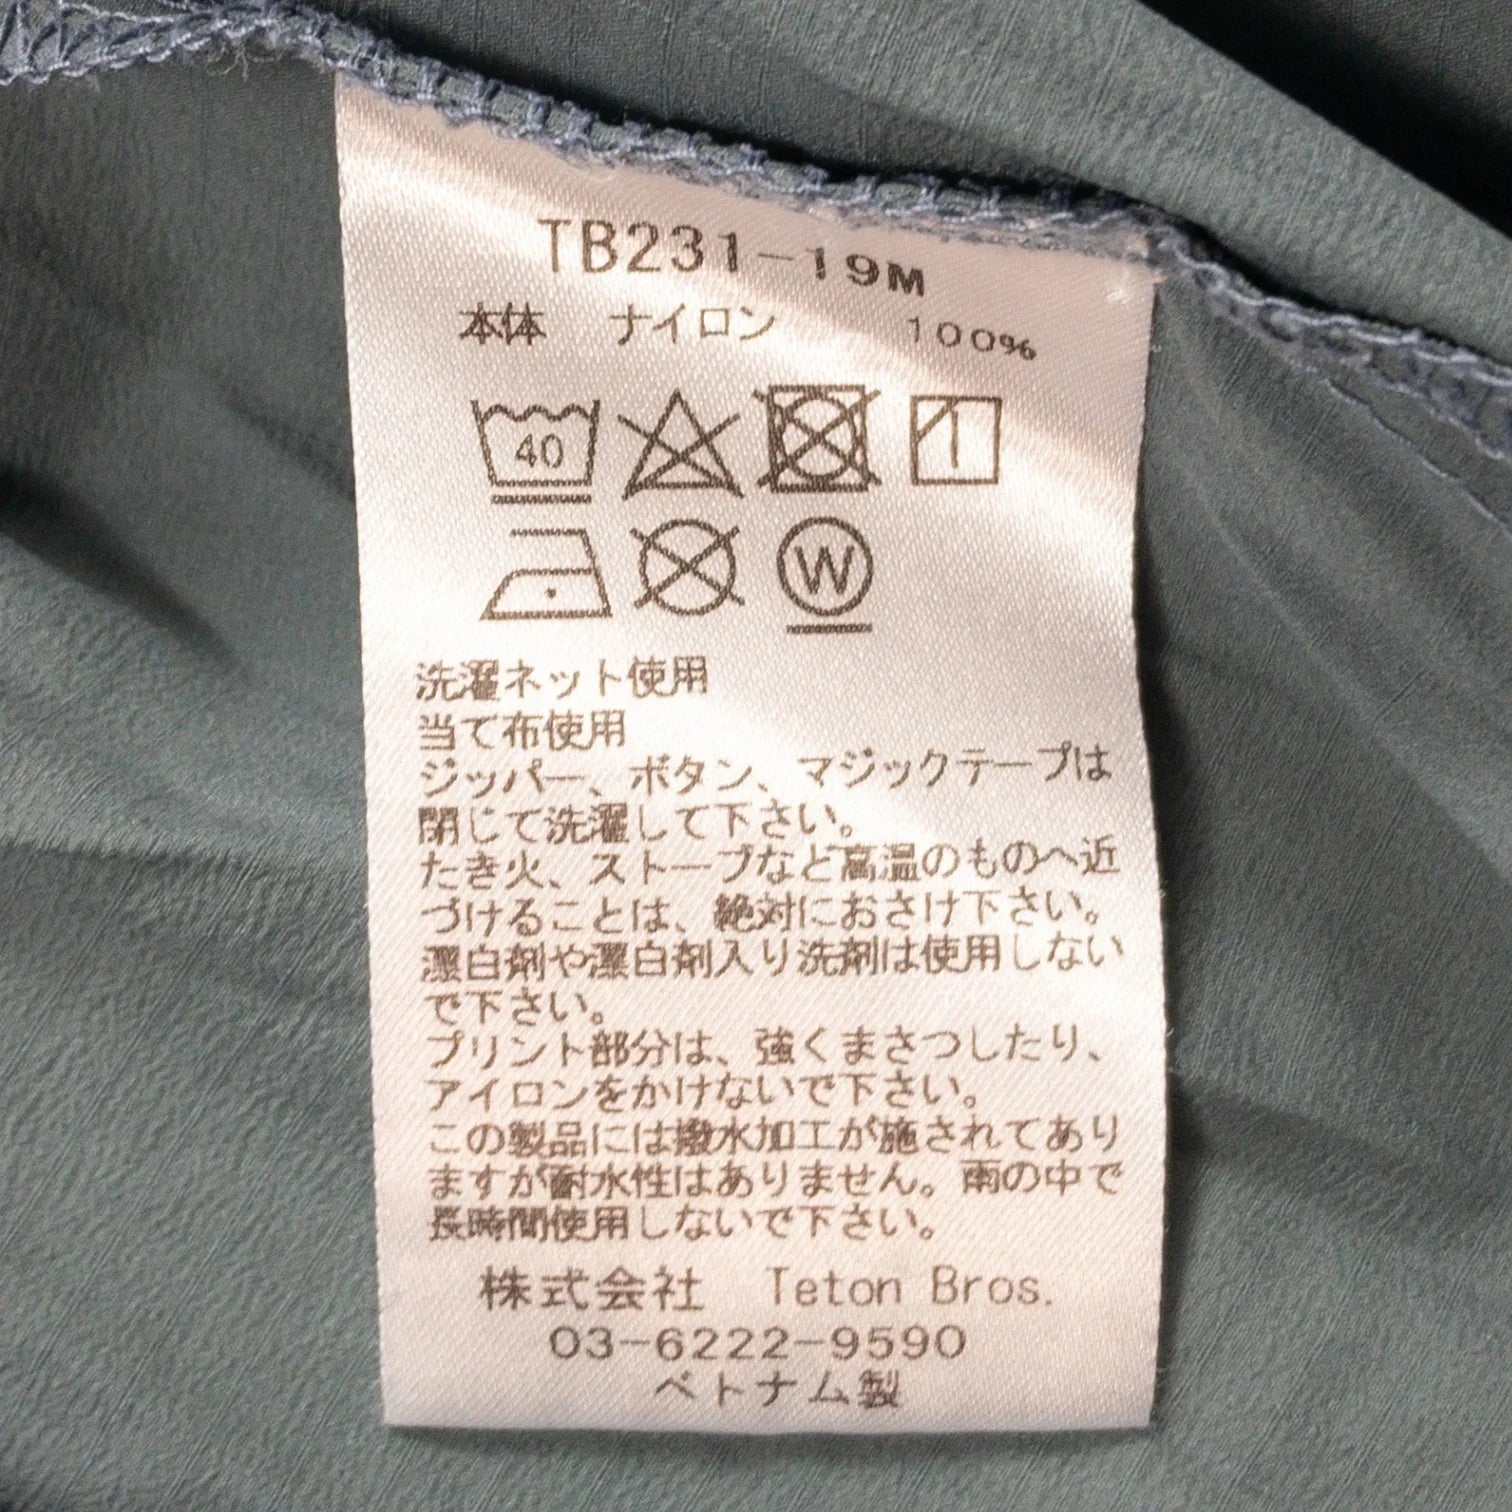 TB231-19M
本体 ナイロン 100%
40
W
洗濯ネット使用
当て布使用
ジッパー、ボタン、マジックテープは
閉じて洗濯して下さい。
たき火、ストーブなど高温のものへ近
づけることは、絶対におさけ下さい。
漂白剤や漂白剤入り洗剤は使用しない
で下さい。
プリント部分は、強くまさつしたり、
アイロンをかけないで下さい。
この製品には撥水加工が施されてあり
ますが耐水性はありません。雨の中で
長時間使用しないで下さい。
株式会社 Teton Bros.
03-6222-9590
ベトナム製